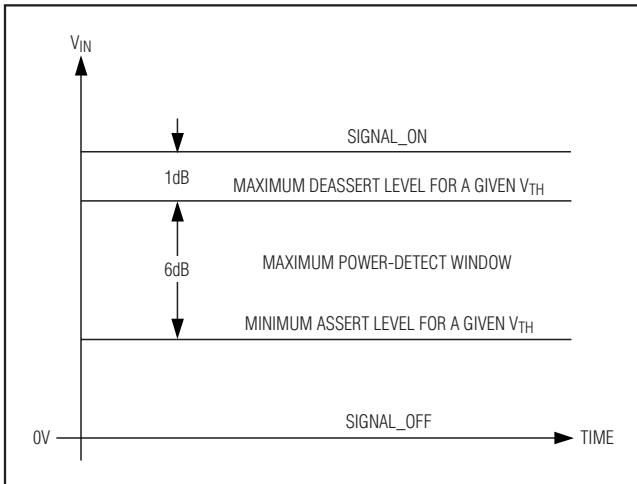 VIN
SIGNAL_ON
1dB
MAXIMUM DEASSERT LEVEL FOR A GIVEN VTH
6dB
MAXIMUM POWER-DETECT WINDOW
MINIMUM ASSERT LEVEL FOR A GIVEN VTH
SIGNAL_OFF
0V
TIME